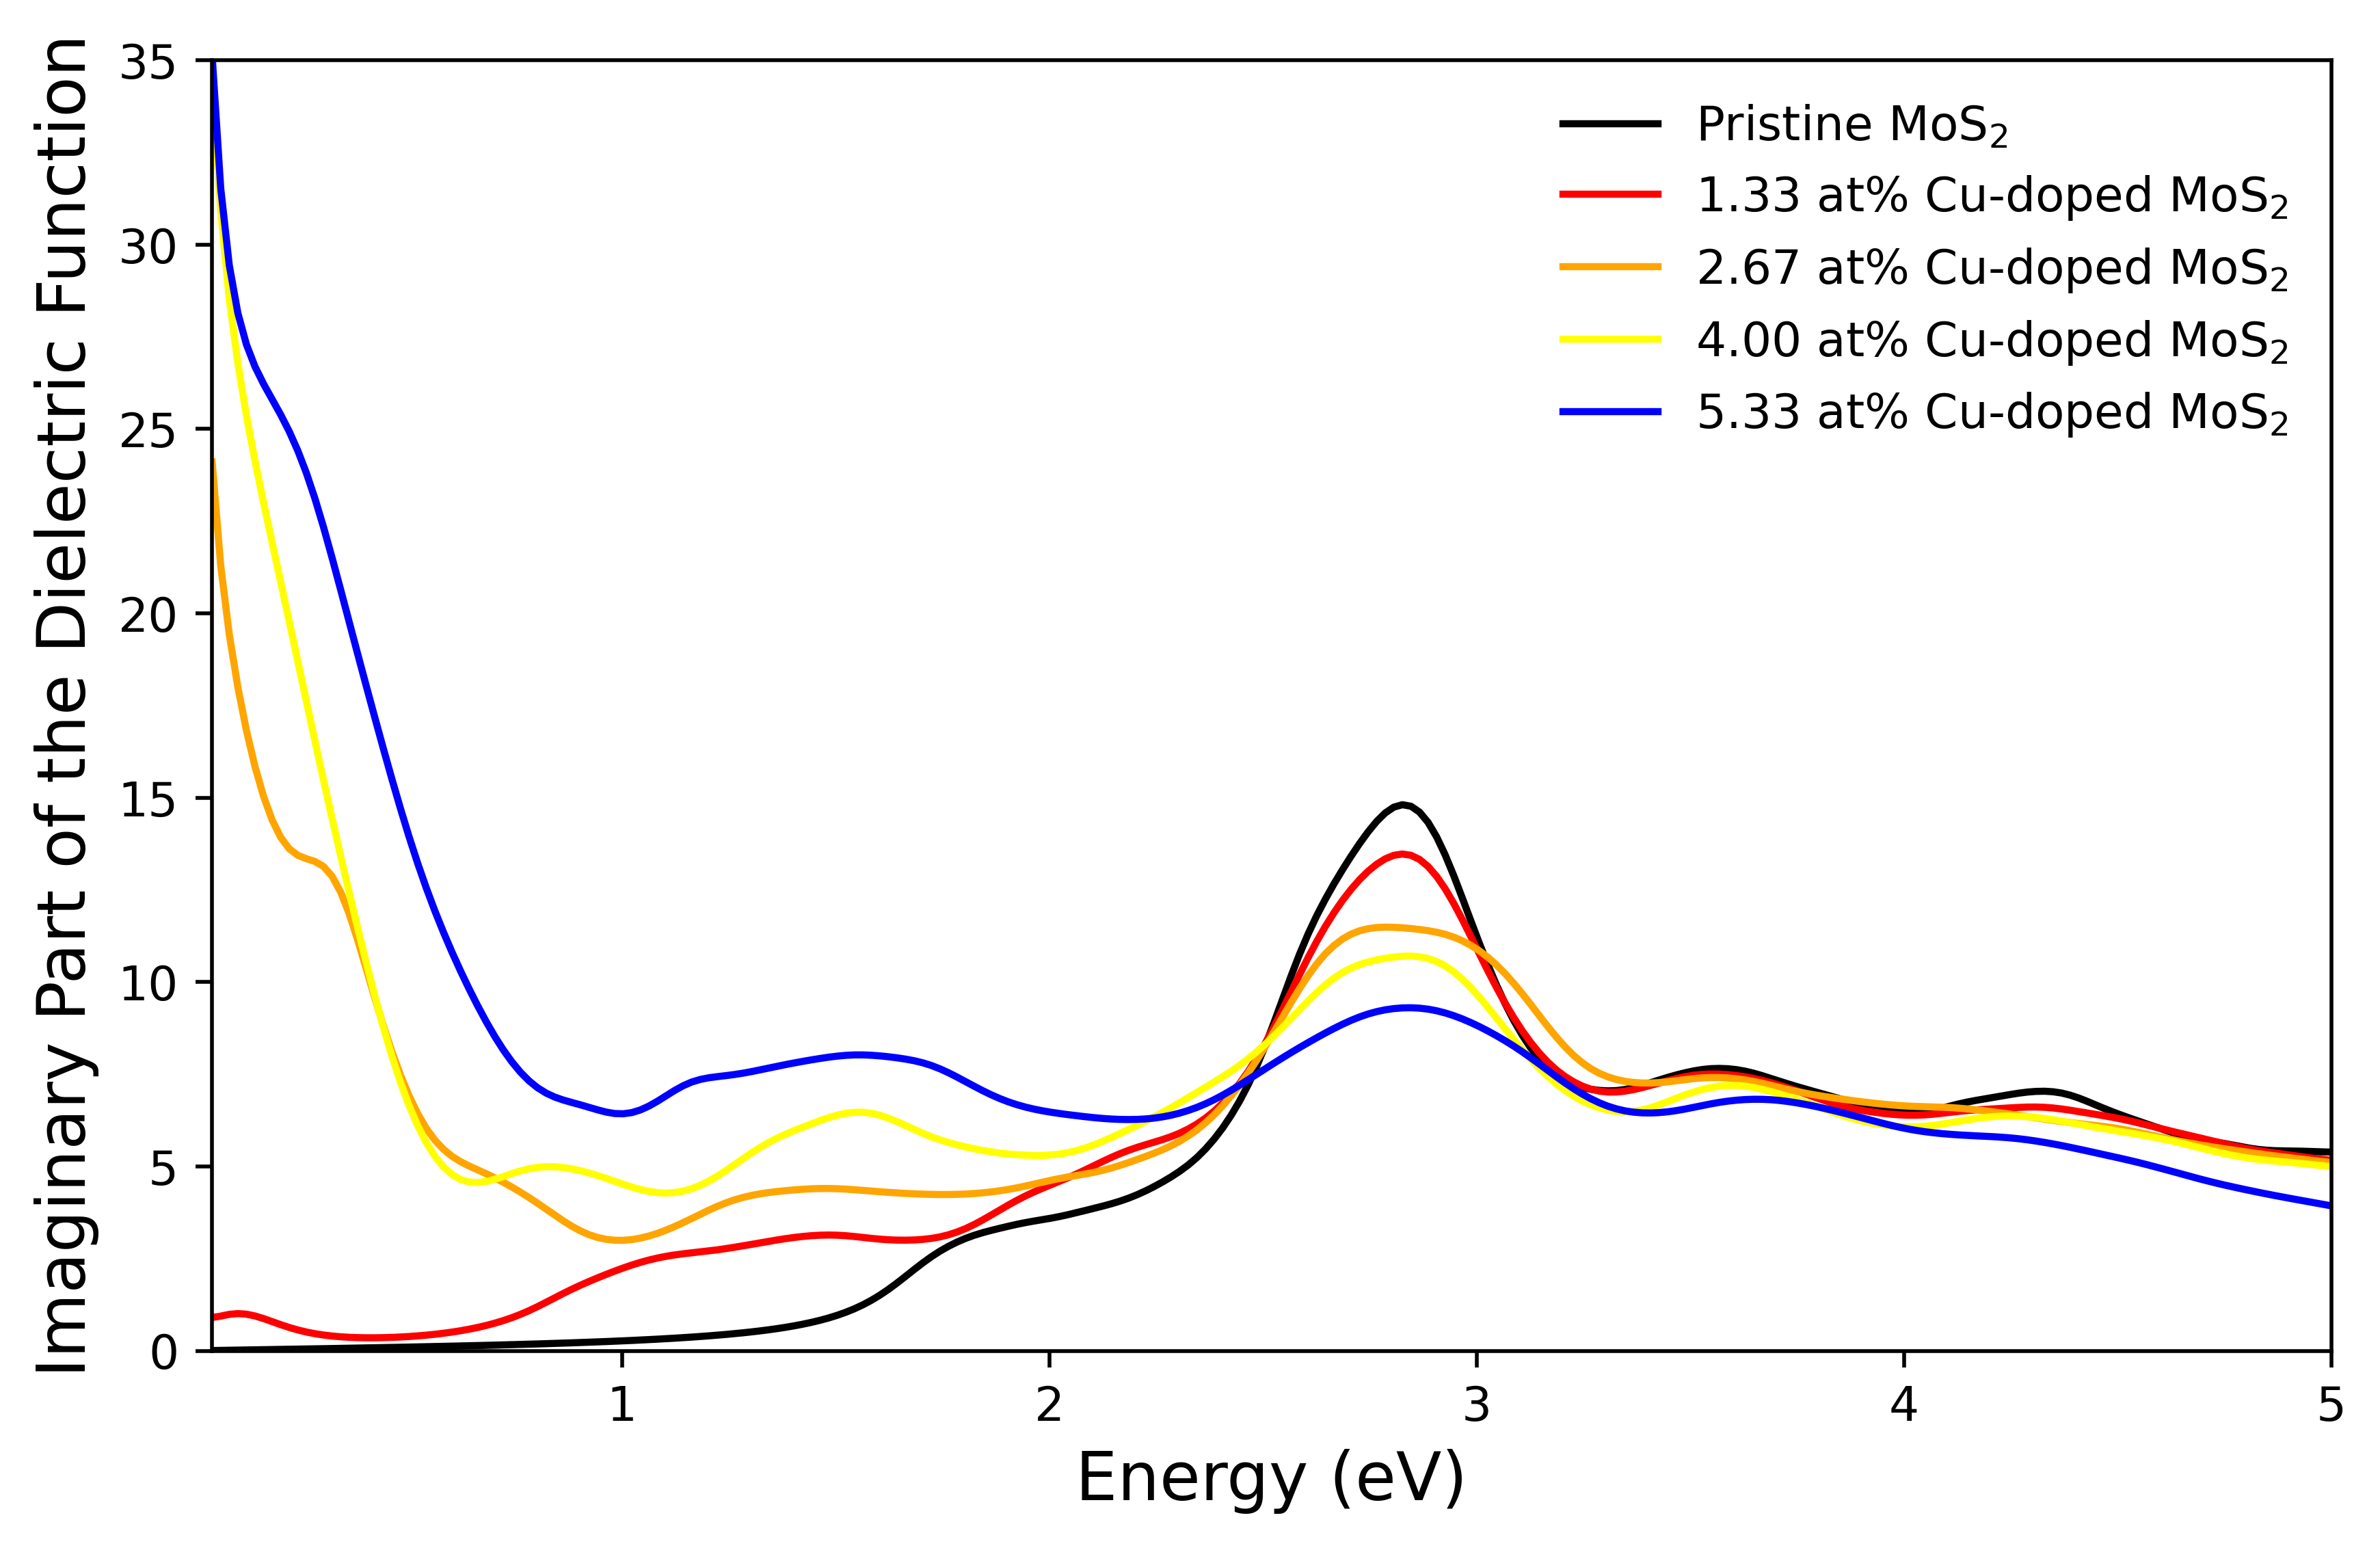 Imaginary Part of the Dielectric Function
35
30
25
20
15
10
5
0
Pristine MoS₂
1.33 at% Cu-doped MoS₂
2.67 at% Cu-doped MoS₂
4.00 at% Cu-doped MoS₂
5.33 at% Cu-doped MoS₂
1 2 3 4 5
Energy (eV)